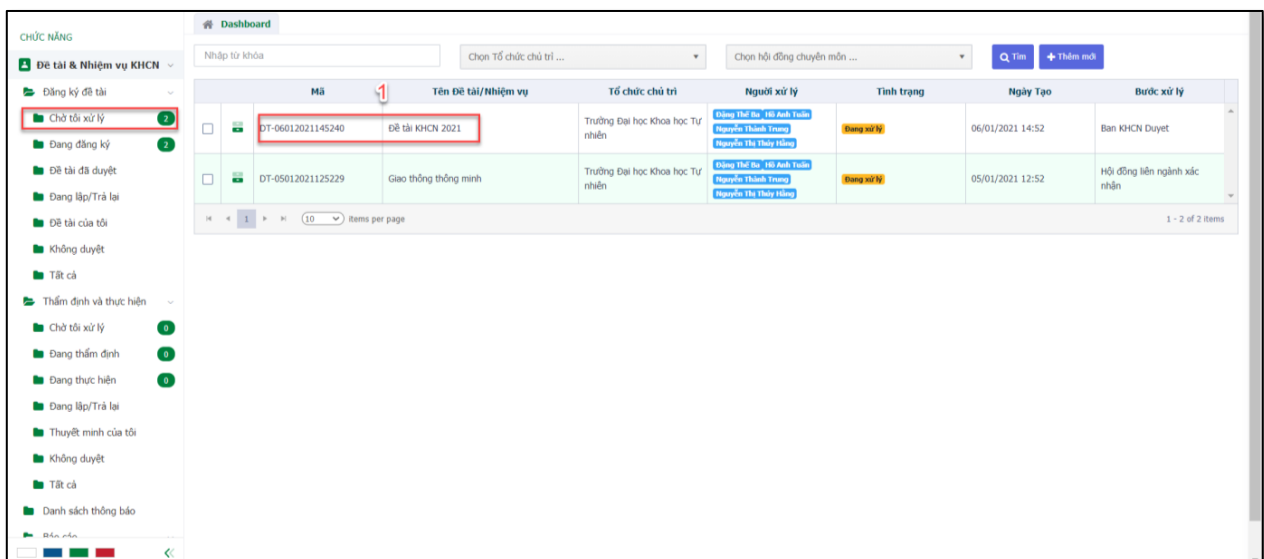 CHỨC NĂNG
Đề tài & Nhiệm vụ KHCN
Đăng ký đề tài
Chờ tôi xử lý 2
Đang đăng ký 2
Đề tài đã duyệt
Đang lập/Trả lại
Đề tài của tôi
Không duyệt
Tất cả
Thẩm định và thực hiện
Chờ tôi xử lý 0
Đang thẩm định 0
Đang thực hiện 0
Đang lập/Trả lại
Thuyết minh của tôi
Không duyệt
Tất cả
Danh sách thông báo
Báo cáo
Dashboard
Nhập từ khóa Chọn Tổ chức chủ trì ... Chọn hội đồng chuyên môn ... Tìm Thêm mới
Mã 1 Tên Đề tài/Nhiệm vụ Tổ chức chủ trì Người xử lý Tình trạng Ngày Tạo Bước xử lý
DT-06012021145240 Đề tài KHCN 2021 Trường Đại học Khoa học Tự nhiên Đặng Thế Ba Hồ Anh Tuấn Nguyễn Thành Trung Nguyễn Thị Thúy Hằng Đang xử lý 06/01/2021 14:52 Ban KHCN Duyet
DT-05012021125229 Giao thông thông minh Trường Đại học Khoa học Tự nhiên Đặng Thế Ba Hồ Anh Tuấn Nguyễn Thành Trung Nguyễn Thị Thúy Hằng Đang xử lý 05/01/2021 12:52 Hội đồng liên ngành xác nhận
1 10 items per page 1 - 2 of 2 items